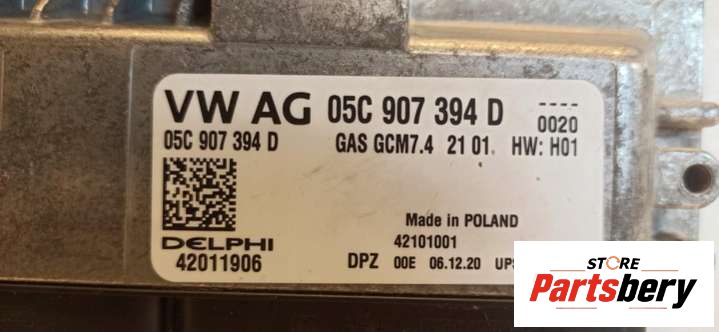 VW AG 05C 907 394 D ---- 0020
05C 907 394 D GAS GCM7.4 21 01. HW: H01
Made in POLAND
DELPHI 42101001
42011906 DPZ 00E 06.12.20 UPS
STORE
Partsbery